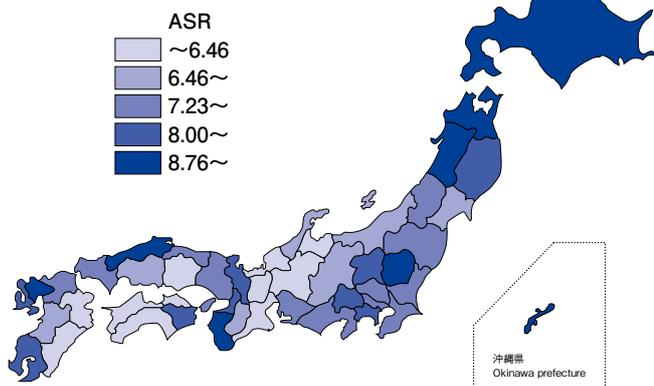 ASR
～6.46
6.46～
7.23～
8.00～
8.76～
沖縄県
Okinawa prefecture